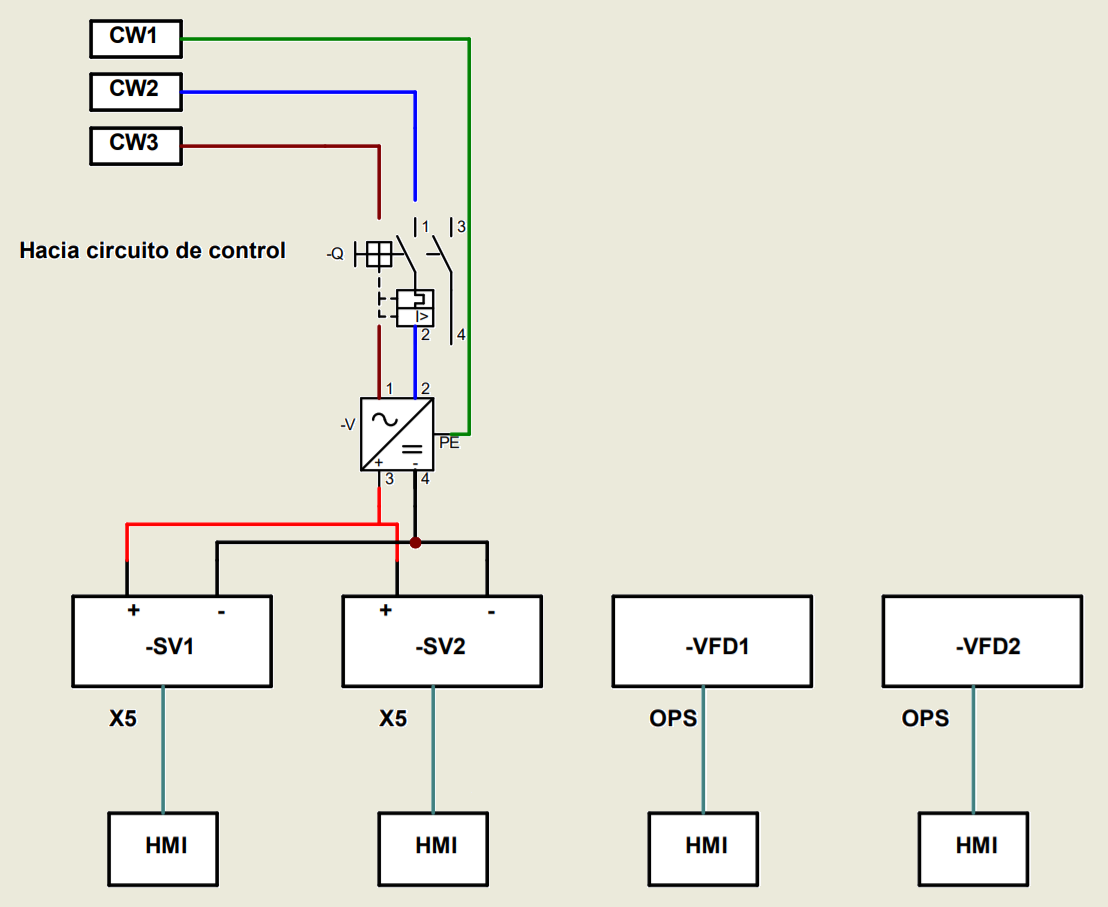 CW1
CW2
CW3
Hacia circuito de control
-Q
1
3
I>
2
4
1
2
-V
PE
+
-
3
4
+
-
+
-
-SV1
-SV2
-VFD1
-VFD2
X5
X5
OPS
OPS
HMI
HMI
HMI
HMI